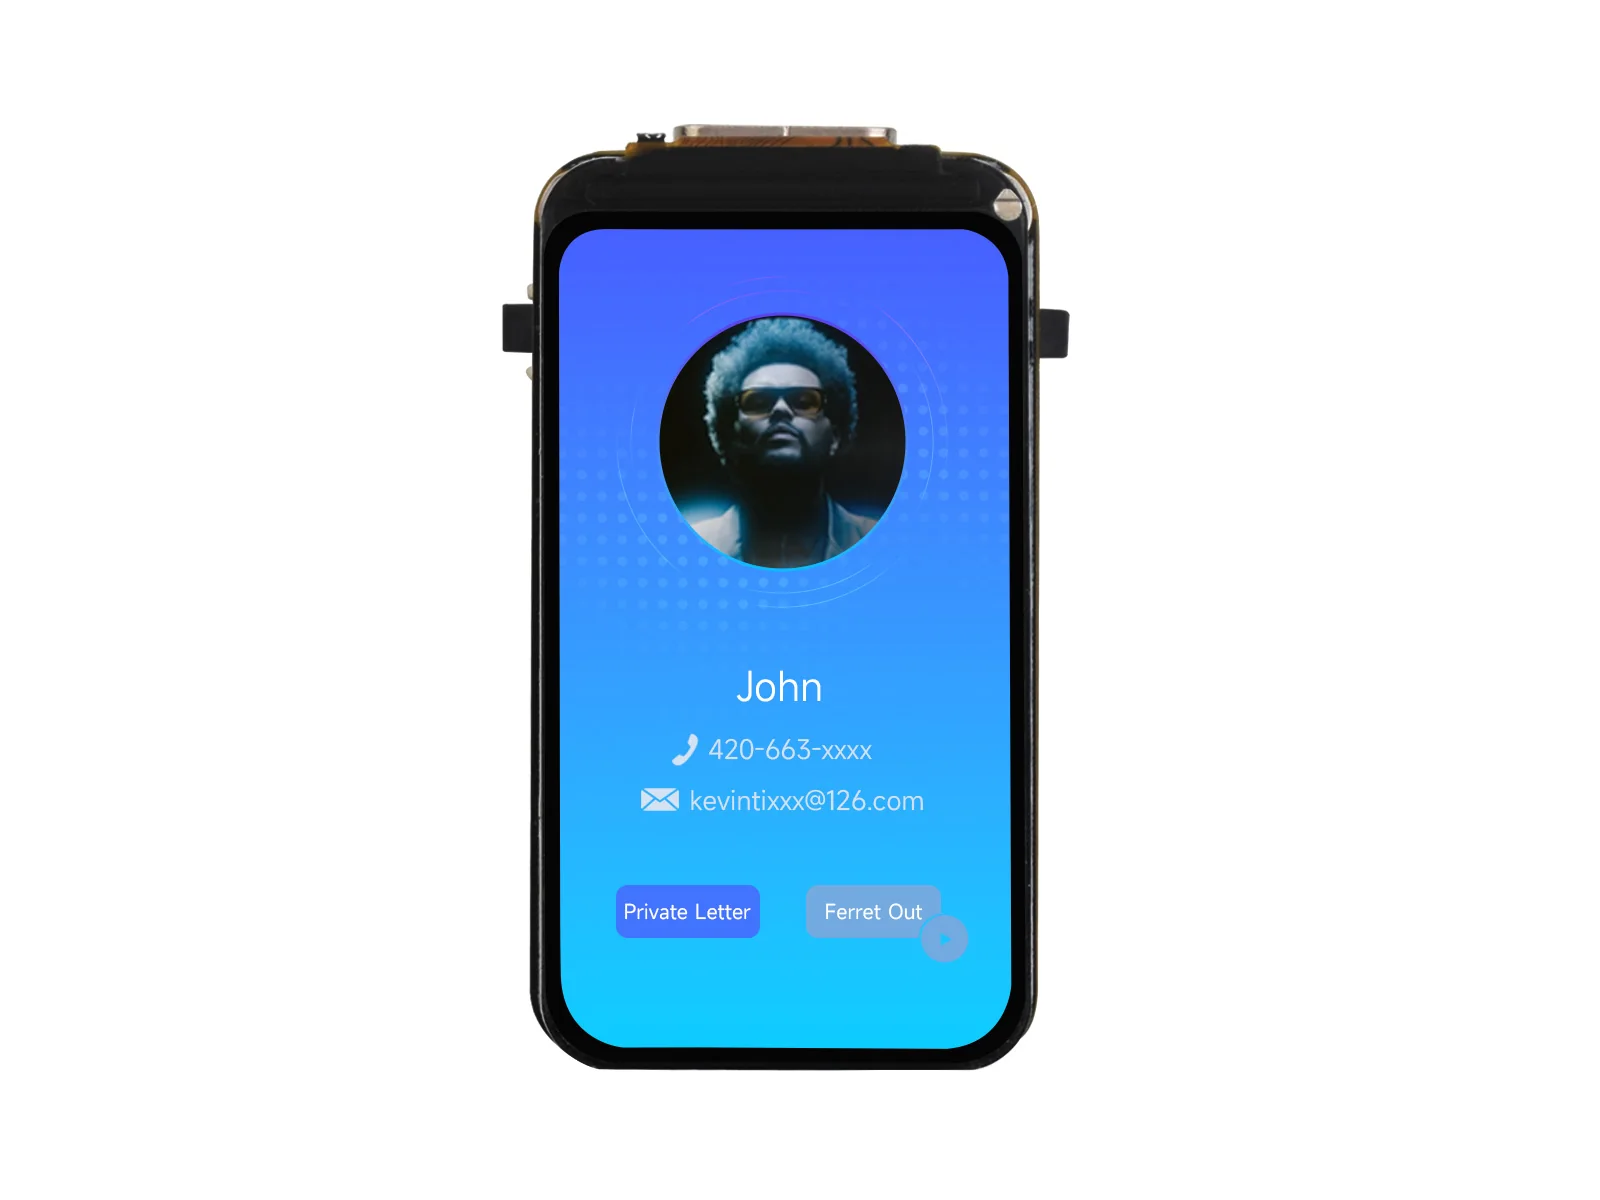 John
420-663-xxxx
kevintixxx@126.com
Private Letter
Ferret Out